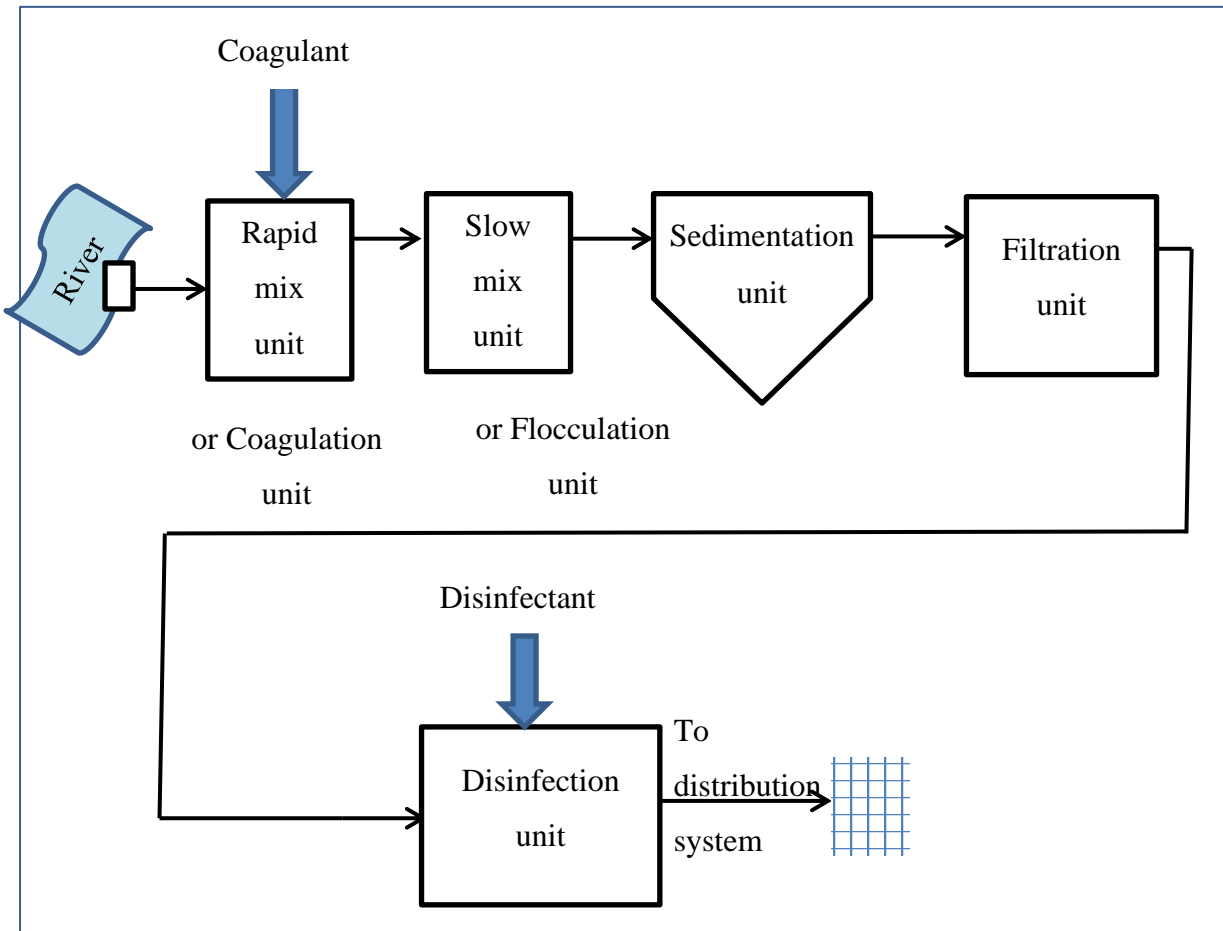 Coagulant
River
Rapid
mix
unit
Slow
mix
unit
Sedimentation
unit
Filtration
unit
or Coagulation
unit
or Flocculation
unit
Disinfectant
Disinfection
unit
To
distribution
system